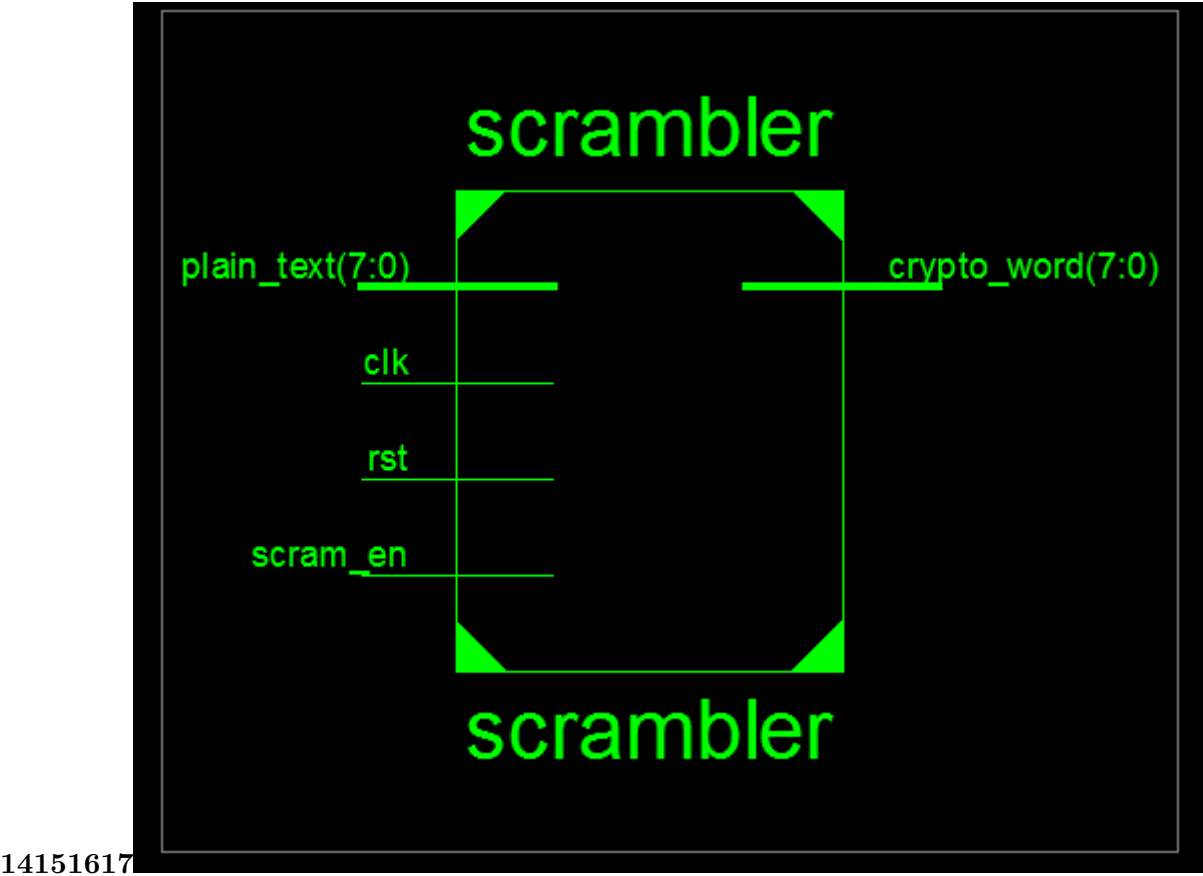 scrambler
plain_text(7:0)
crypto_word(7:0)
clk
rst
scram_en
scrambler
14151617